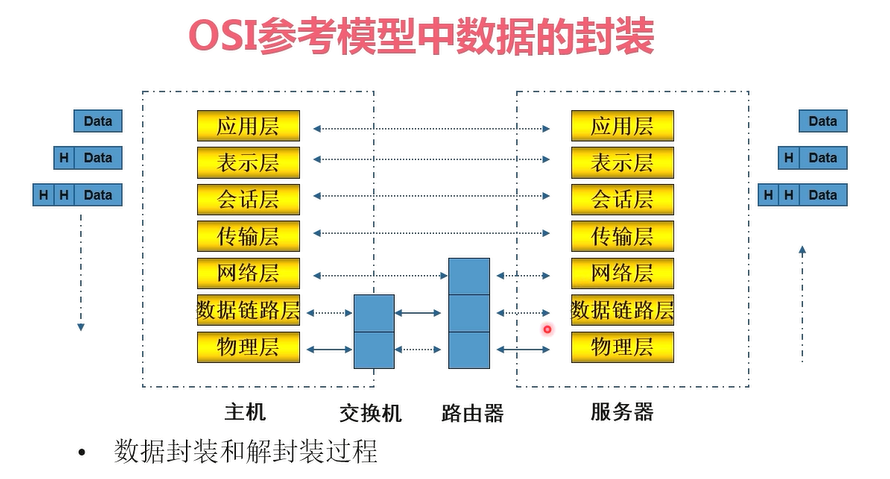 OSI参考模型中数据的封装
Data 应用层 应用层 Data
H Data 表示层 表示层 H Data
H H Data 会话层 会话层 H H Data
传输层 传输层
网络层 网络层
数据链路层 数据链路层
物理层 物理层
主机 交换机 路由器 服务器
• 数据封装和解封装过程